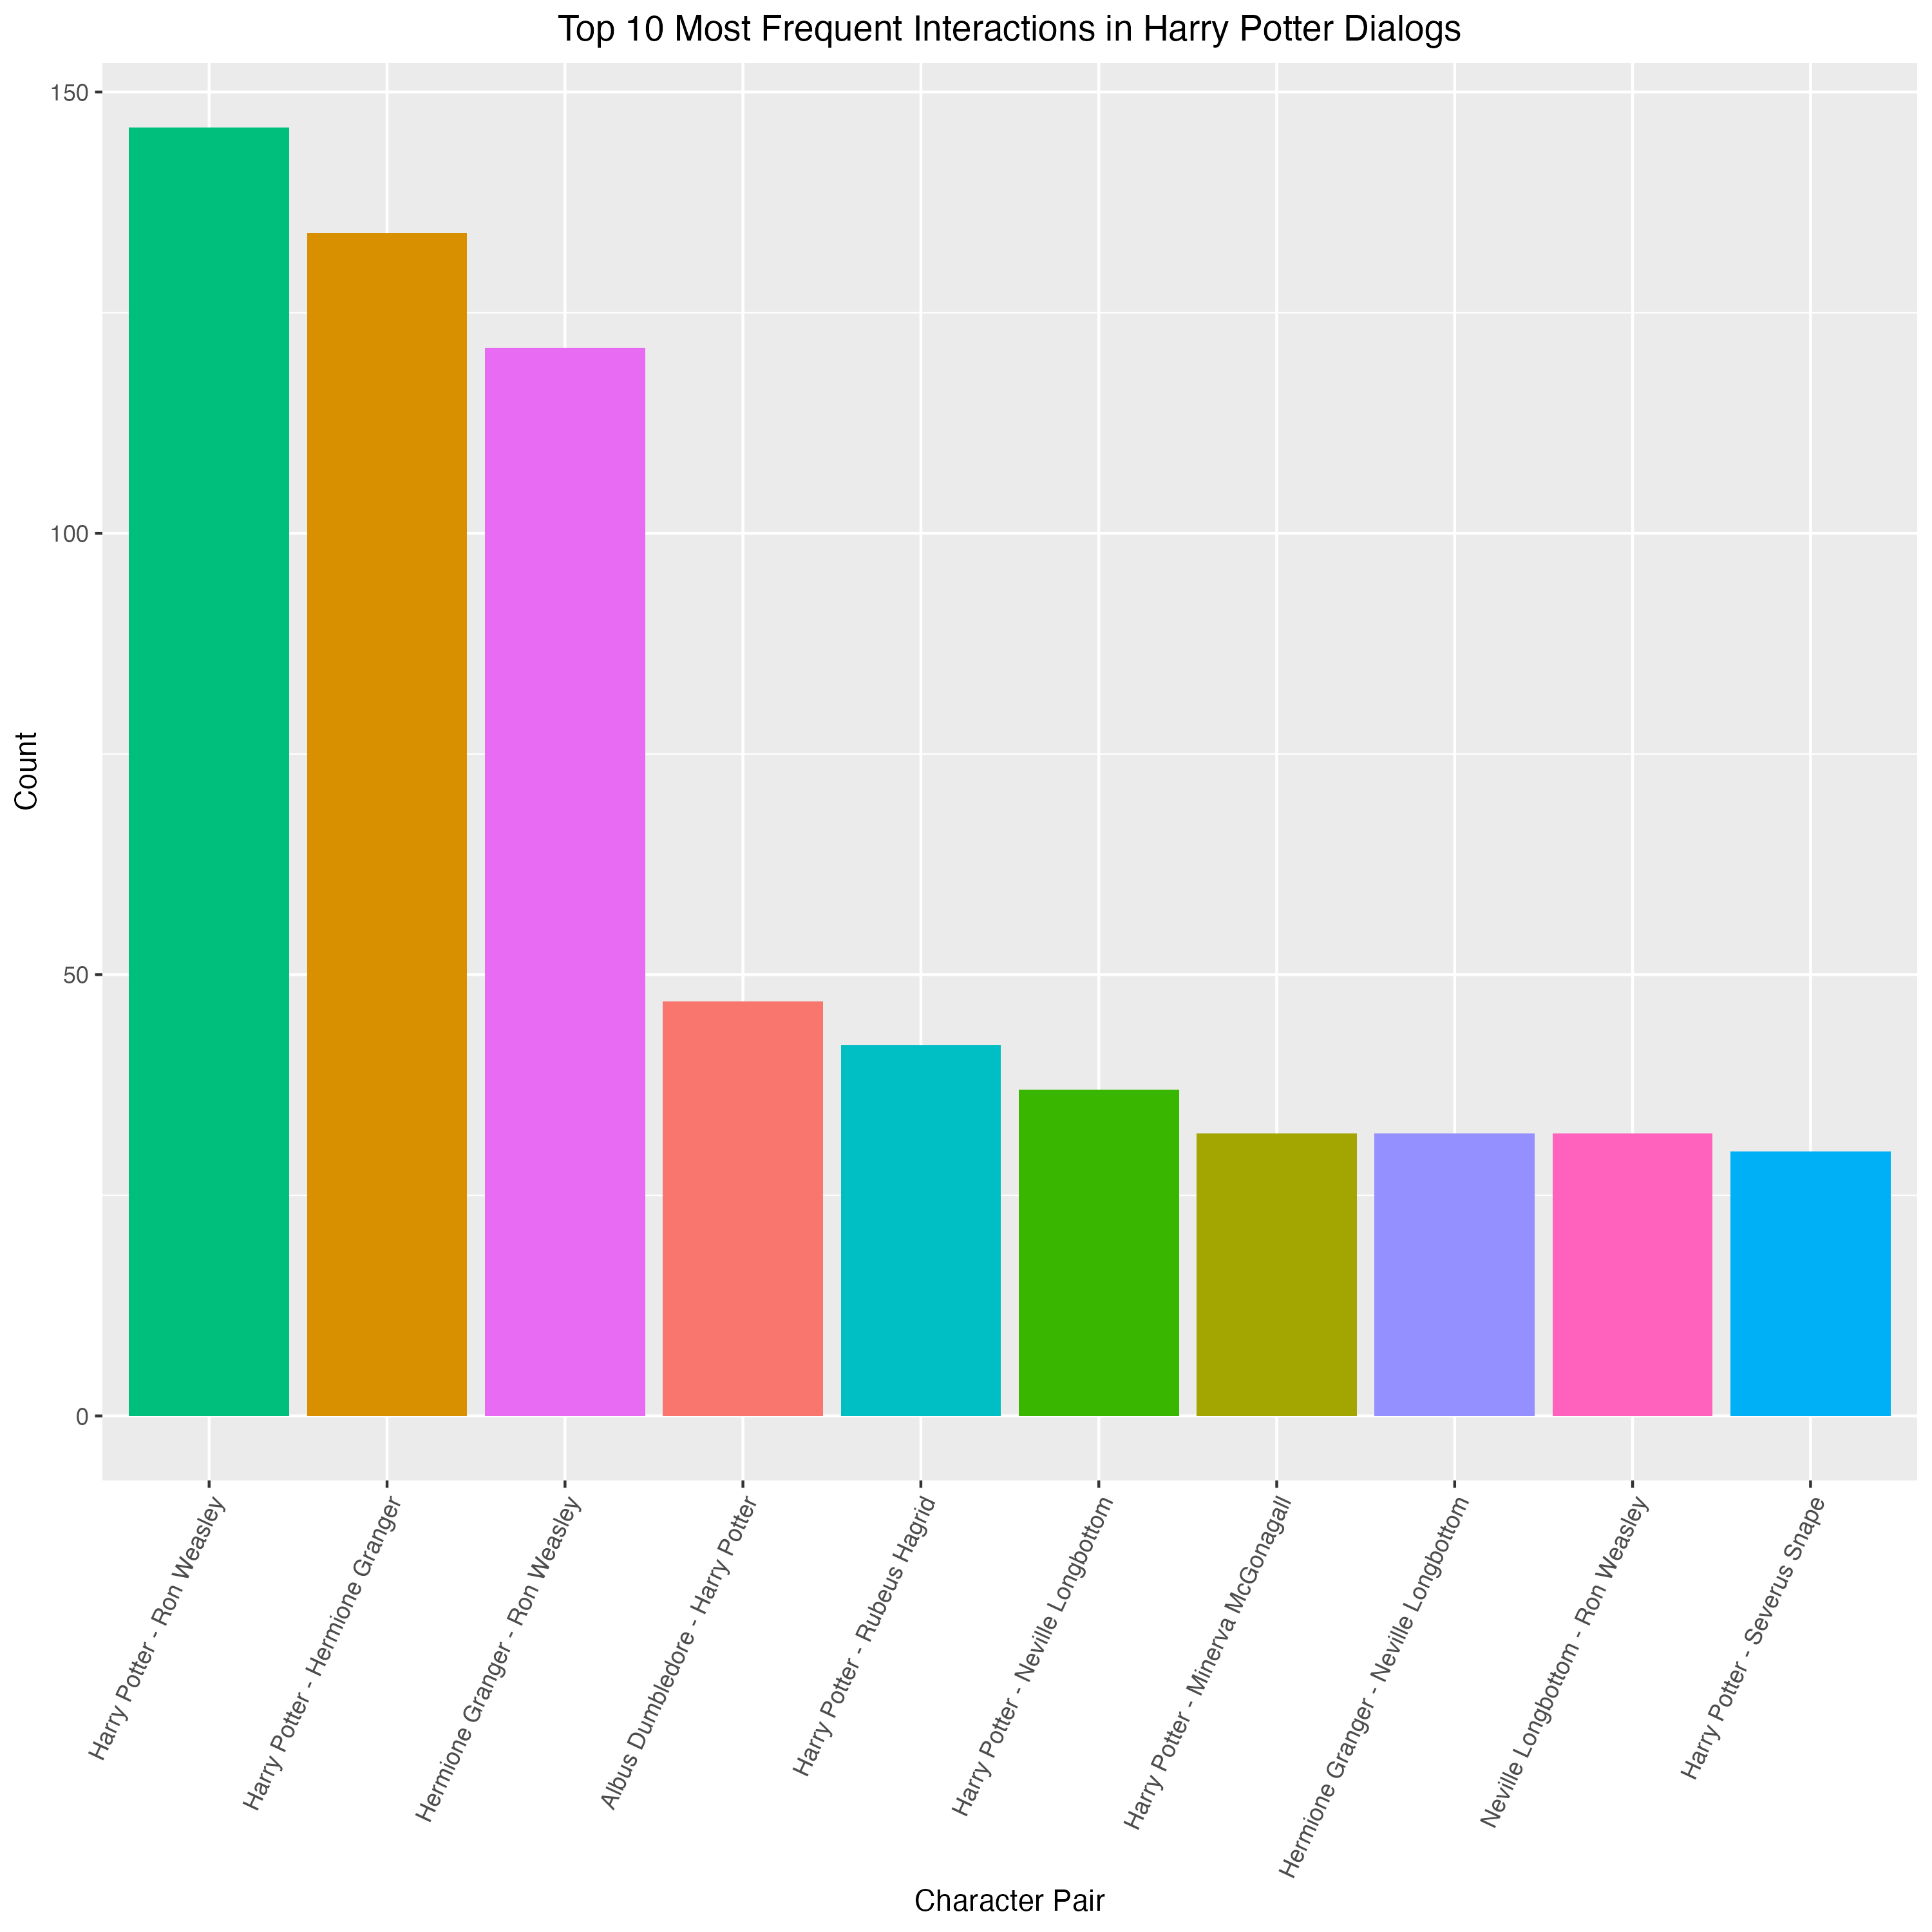 Top 10 Most Frequent Interactions in Harry Potter Dialogs
150
100
50
0
Count
Harry Potter - Ron Weasley
Harry Potter - Hermione Granger
Hermione Granger - Ron Weasley
Albus Dumbledore - Harry Potter
Harry Potter - Rubeus Hagrid
Harry Potter - Neville Longbottom
Harry Potter - Minerva McGonagall
Hermione Granger - Neville Longbottom
Neville Longbottom - Ron Weasley
Harry Potter - Severus Snape
Character Pair